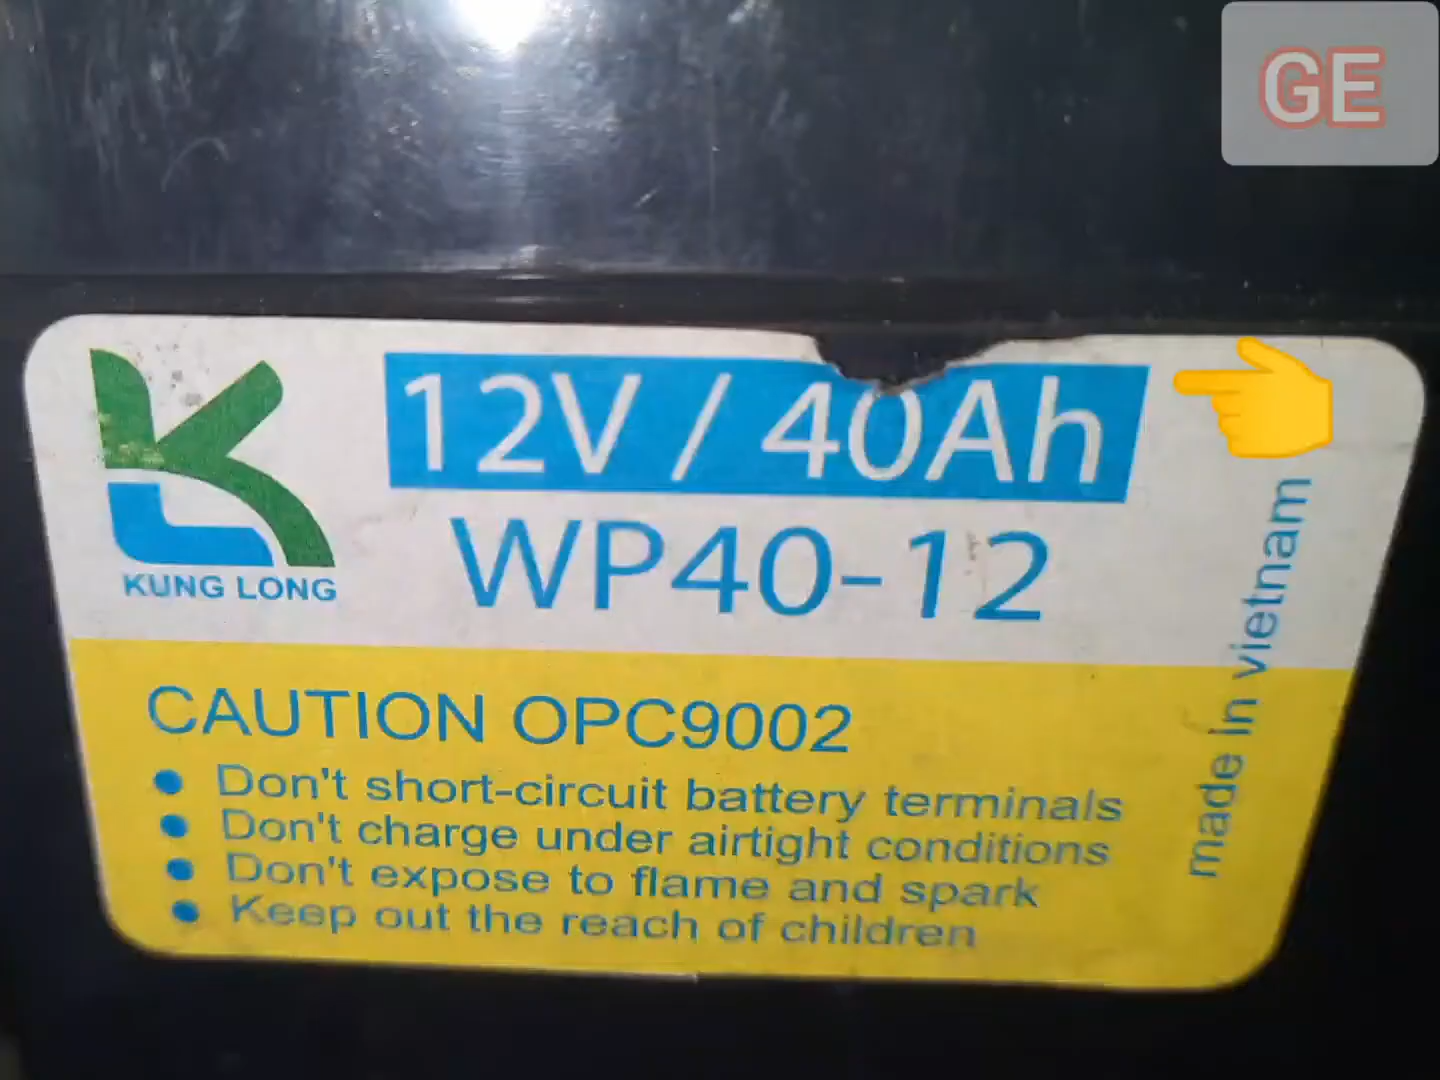 GE
12V / 40Ah
WP40-12
KUNG LONG
made in vietnam
CAUTION OPC9002
• Don't short-circuit battery terminals
• Don't charge under airtight conditions
• Don't expose to flame and spark
• Keep out the reach of children